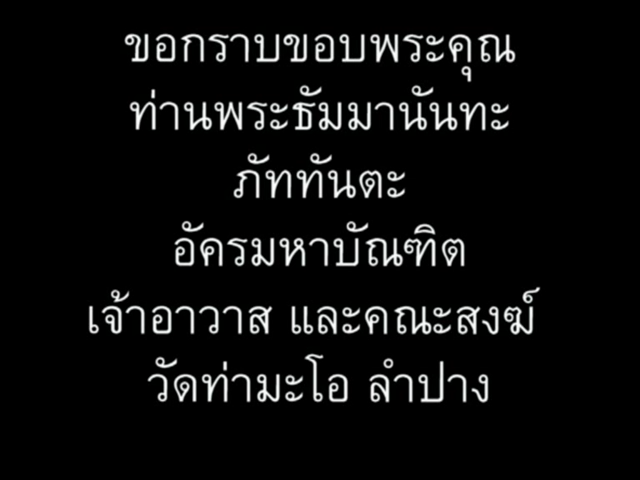 ขอกราบขอบพระคุณ
ท่านพระธัมมานันทะ
ภัททันตะ
อัครมหาบัณฑิต
เจ้าอาวาส และคณะสงฆ์
วัดท่ามะโอ ลำปาง